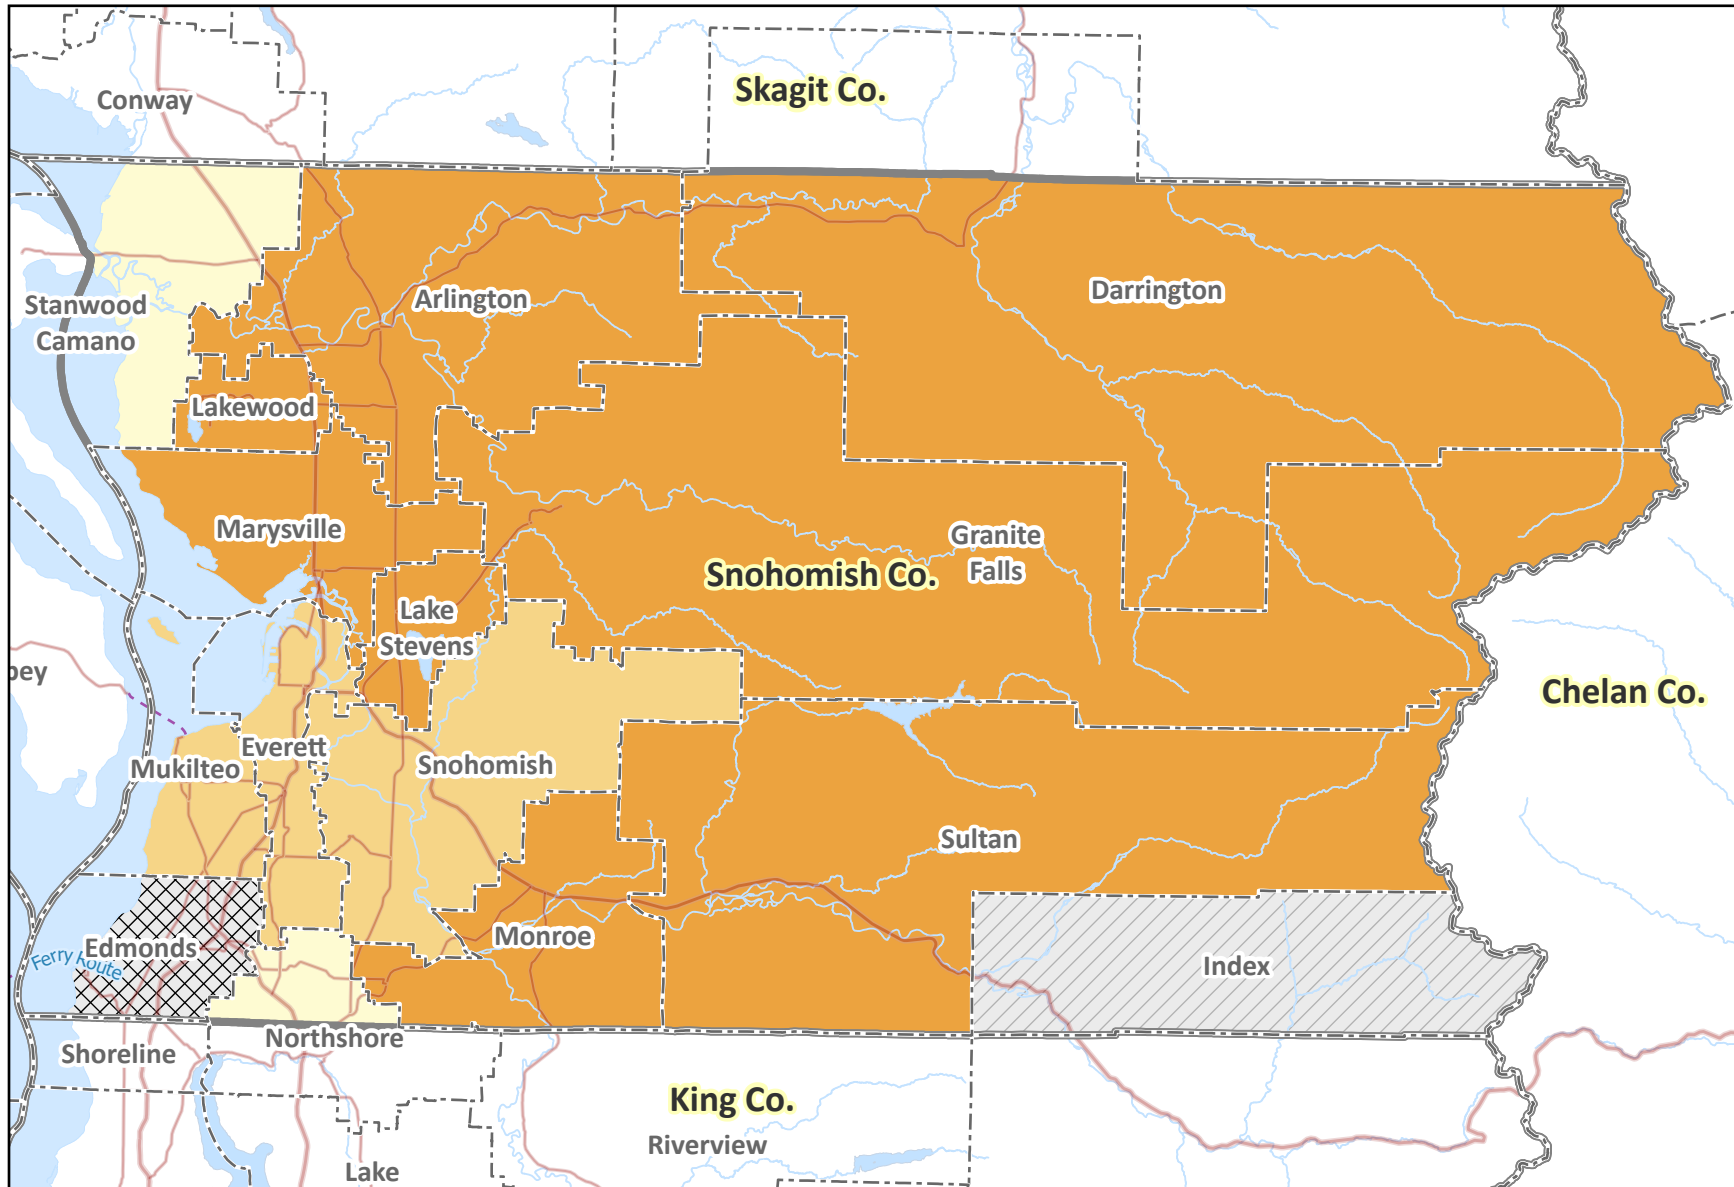 Skagit Co.
Conway
Darrington
Arlington
Stanwood
Camano
Lakewood
Marysville
Granite
Falls
Snohomish Co.
Lake
Stevens
pey
Chelan Co.
Everett
Mukilteo
Snohomish
Sultan
Monroe
Edmonds
Ferry Route
Index
Northshore
Shoreline
King Co.
Riverview
Lake